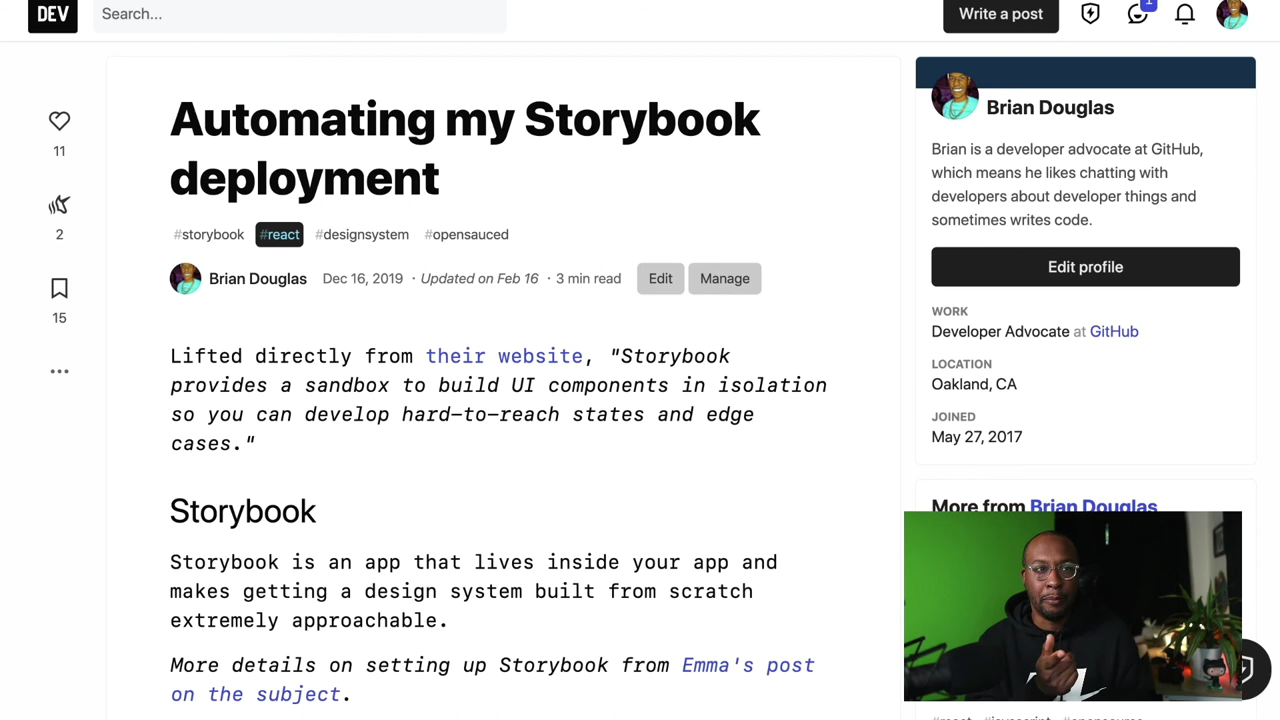 DEV
Search...
Write a post
1
11
2
15
Automating my Storybook
deployment
#storybook #react #designsystem #opensauced
Brian Douglas Dec 16, 2019 · Updated on Feb 16 · 3 min read Edit Manage
Lifted directly from their website, "Storybook
provides a sandbox to build UI components in isolation
so you can develop hard-to-reach states and edge
cases."
Storybook
Storybook is an app that lives inside your app and
makes getting a design system built from scratch
extremely approachable.
More details on setting up Storybook from Emma's post
on the subject.
Brian Douglas
Brian is a developer advocate at GitHub,
which means he likes chatting with
developers about developer things and
sometimes writes code.
Edit profile
WORK
Developer Advocate at GitHub
LOCATION
Oakland, CA
JOINED
May 27, 2017
More from Brian Douglas